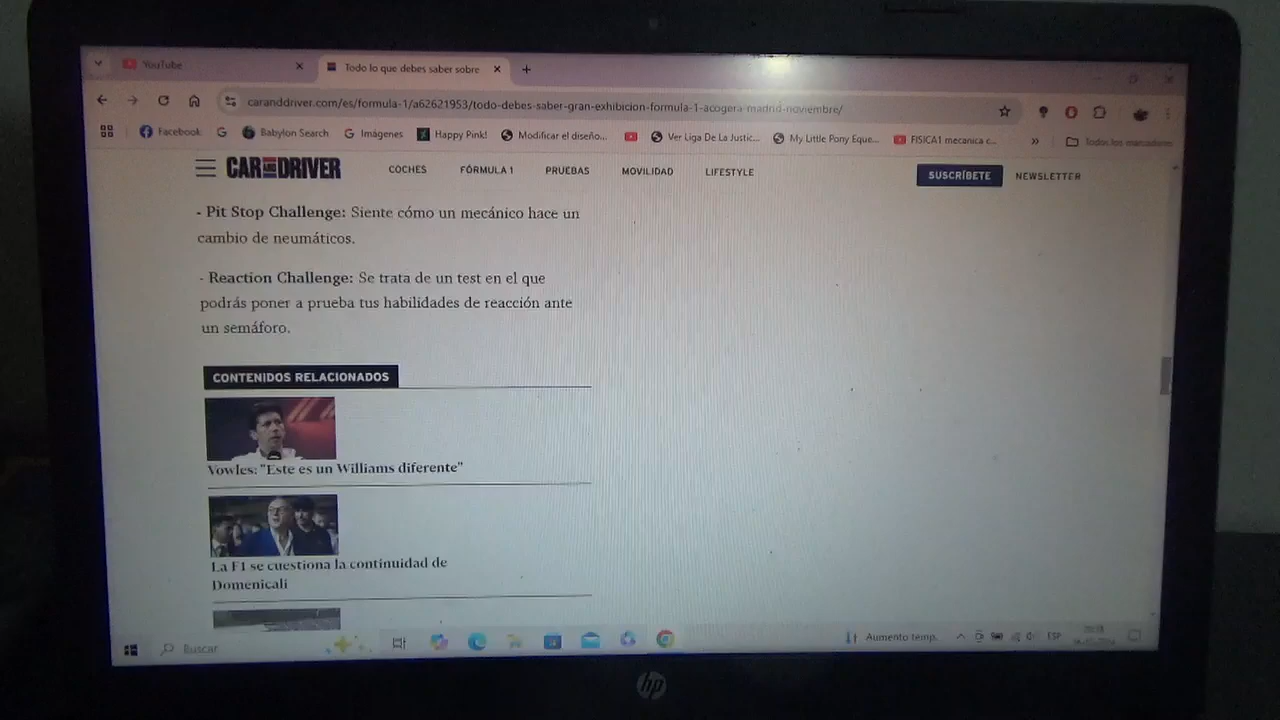 YouTube
Todo lo que debes saber sobre
caranddriver.com/es/formula-1/a62621953/todo-debes-saber-gran-exhibicion-formula-1-acogera-madrid-noviembre/
Facebook
Babylon Search
Imágenes
Happy Pink!
Modificar el diseño...
Ver Liga De La Justic...
My Little Pony Eque...
FISICA1 mecanica c...
»
Todos los marcadores
CAR AND DRIVER
COCHES
FÓRMULA 1
PRUEBAS
MOVILIDAD
LIFESTYLE
SUSCRÍBETE
NEWSLETTER
- Pit Stop Challenge: Siente cómo un mecánico hace un
cambio de neumáticos.
- Reaction Challenge: Se trata de un test en el que
podrás poner a prueba tus habilidades de reacción ante
un semáforo.
CONTENIDOS RELACIONADOS
Vowles: "Este es un Williams diferente"
La F1 se cuestiona la continuidad de
Domenicali
Buscar
Aumento temp.
ESP
hp